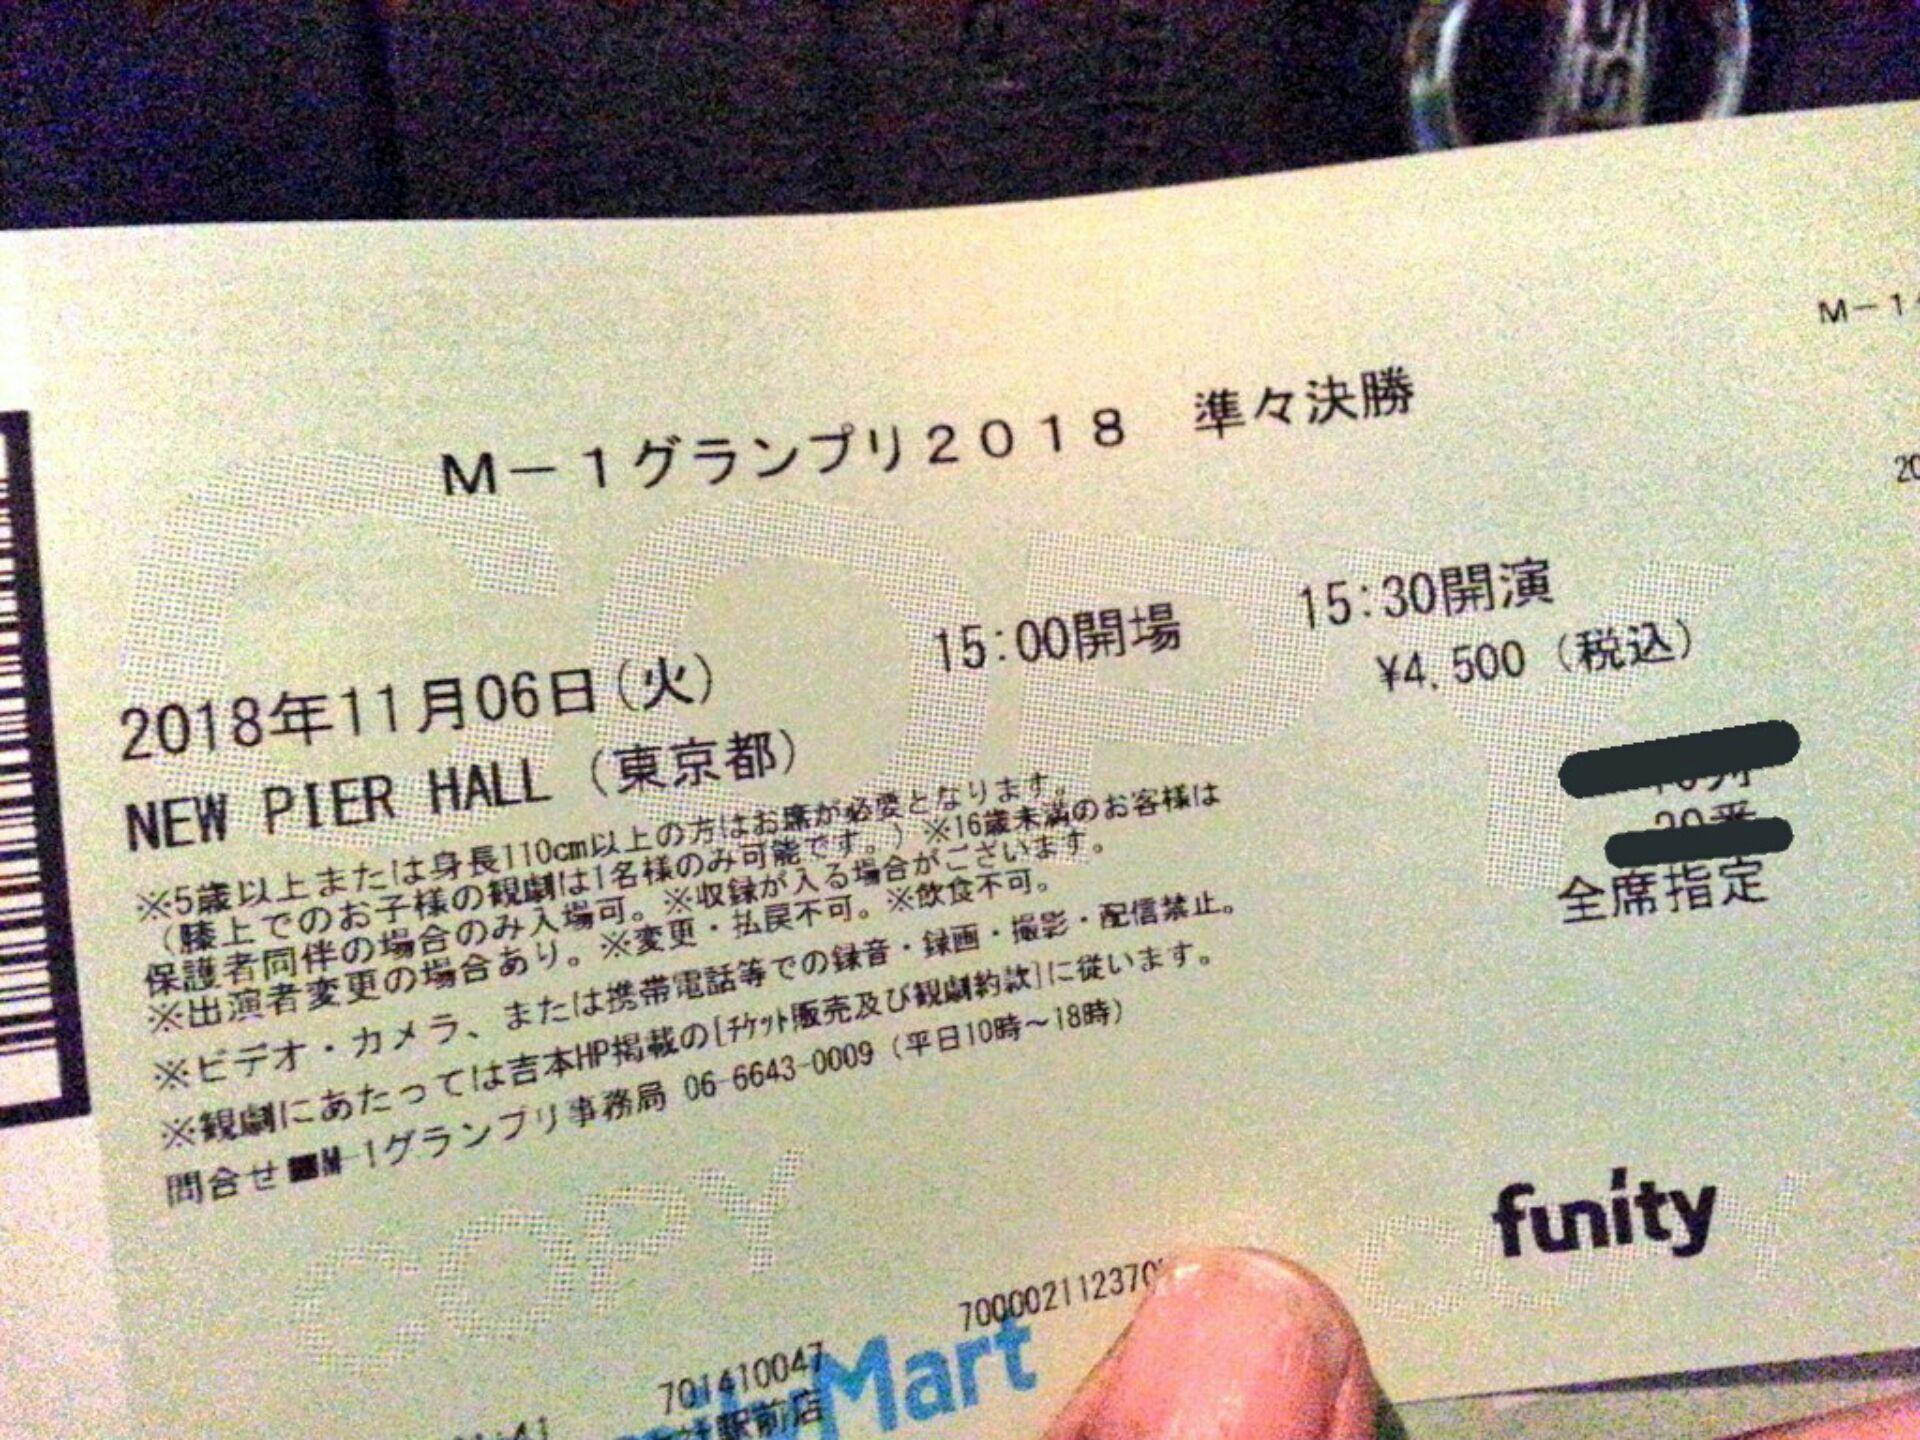 M－1
M－1グランプリ2018　準々決勝
20
2018年11月06日(火)　15:00開場　15:30開演
NEW PIER HALL (東京都)　¥4,500 (税込)
※5歳以上または身長110cm以上の方はお席が必要となります。
(膝上でのお子様の観劇は1名様のみ可能です。) ※16歳未満のお客様は
保護者同伴の場合のみ入場可。※収録が入る場合がございます。
※出演者変更の場合あり。※変更・払戻不可。※飲食不可。
※ビデオ・カメラ、または携帯電話等での録音・録画・撮影・配信禁止。
※観劇にあたっては吉本HP掲載の[ﾁｹｯﾄ販売及び観劇約款]に従います。
問合せ■M-1グランプリ事務局 06-6643-0009 (平日10時～18時)
全席指定
COPY
COPY
COPY
funity
70000211237
701410047
Mart
駅前店